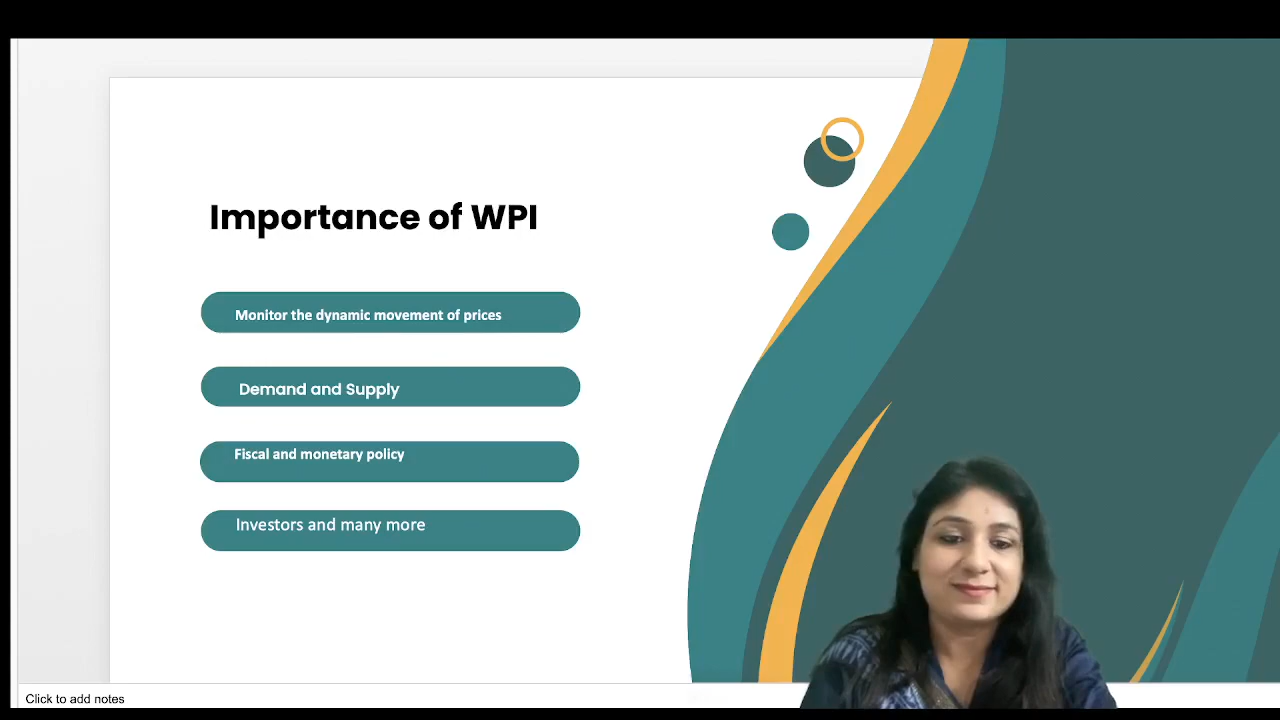 Importance of WPI
Monitor the dynamic movement of prices
Demand and Supply
Fiscal and monetary policy
Investors and many more
Click to add notes